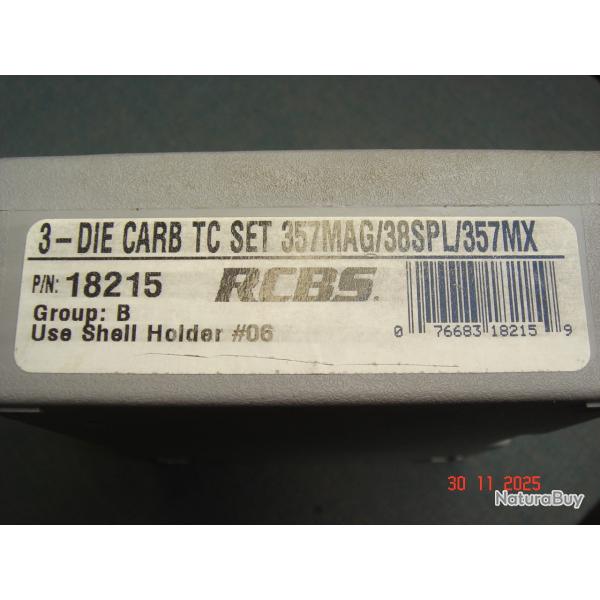 3-DIE CARB TC SET 357MAG/38SPL/357MX
P/N: 18215 RCBS.
Group: B
Use Shell Holder #06
0 76683 18215 9
30 11 2025
NaturaBuy